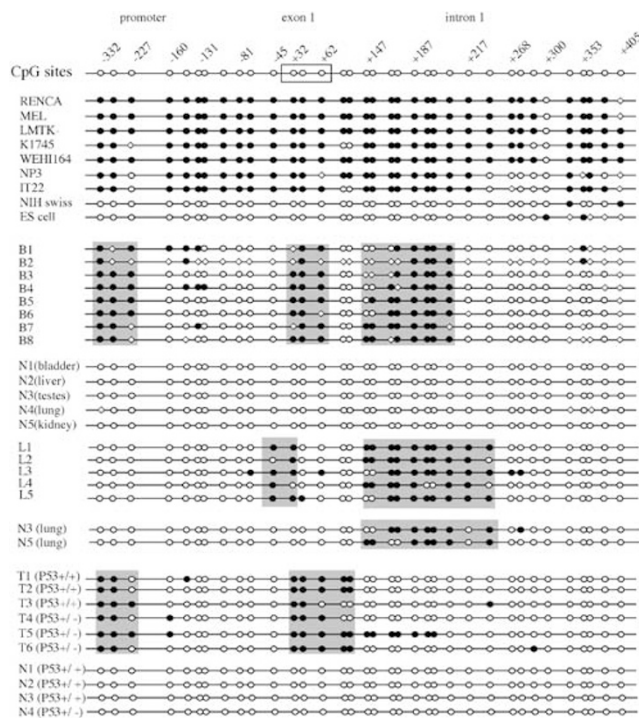 promoter exon 1 intron 1
-332 -227 -160 -131 -81 -45 +32 +62 +147 +187 +217 +268 +300 +353 +405
CpG sites
RENCA
MEL
LMTK-
K1745
WEHI164
NP3
IT22
NIH swiss
ES cell
B1
B2
B3
B4
B5
B6
B7
B8
N1(bladder)
N2(liver)
N3(testes)
N4(lung)
N5(kidney)
L1
L2
L3
L4
L5
N3 (lung)
N5 (lung)
T1 (P53+/+)
T2 (P53+/+)
T3 (P53+/+)
T4 (P53+/ -)
T5 (P53+/ -)
T6 (P53+/ -)
N1 (P53+/ +)
N2 (P53+/ +)
N3 (P53+/ +)
N4 (P53+/ -)